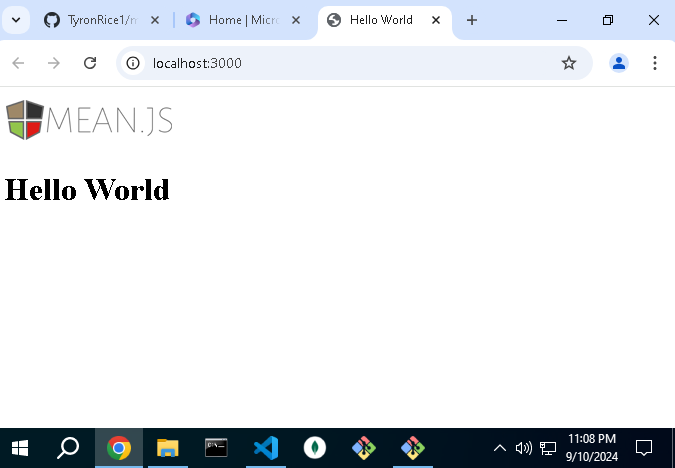 TyronRice1/m
Home | Micro
Hello World
localhost:3000
MEAN.JS
Hello World
11:08 PM
9/10/2024